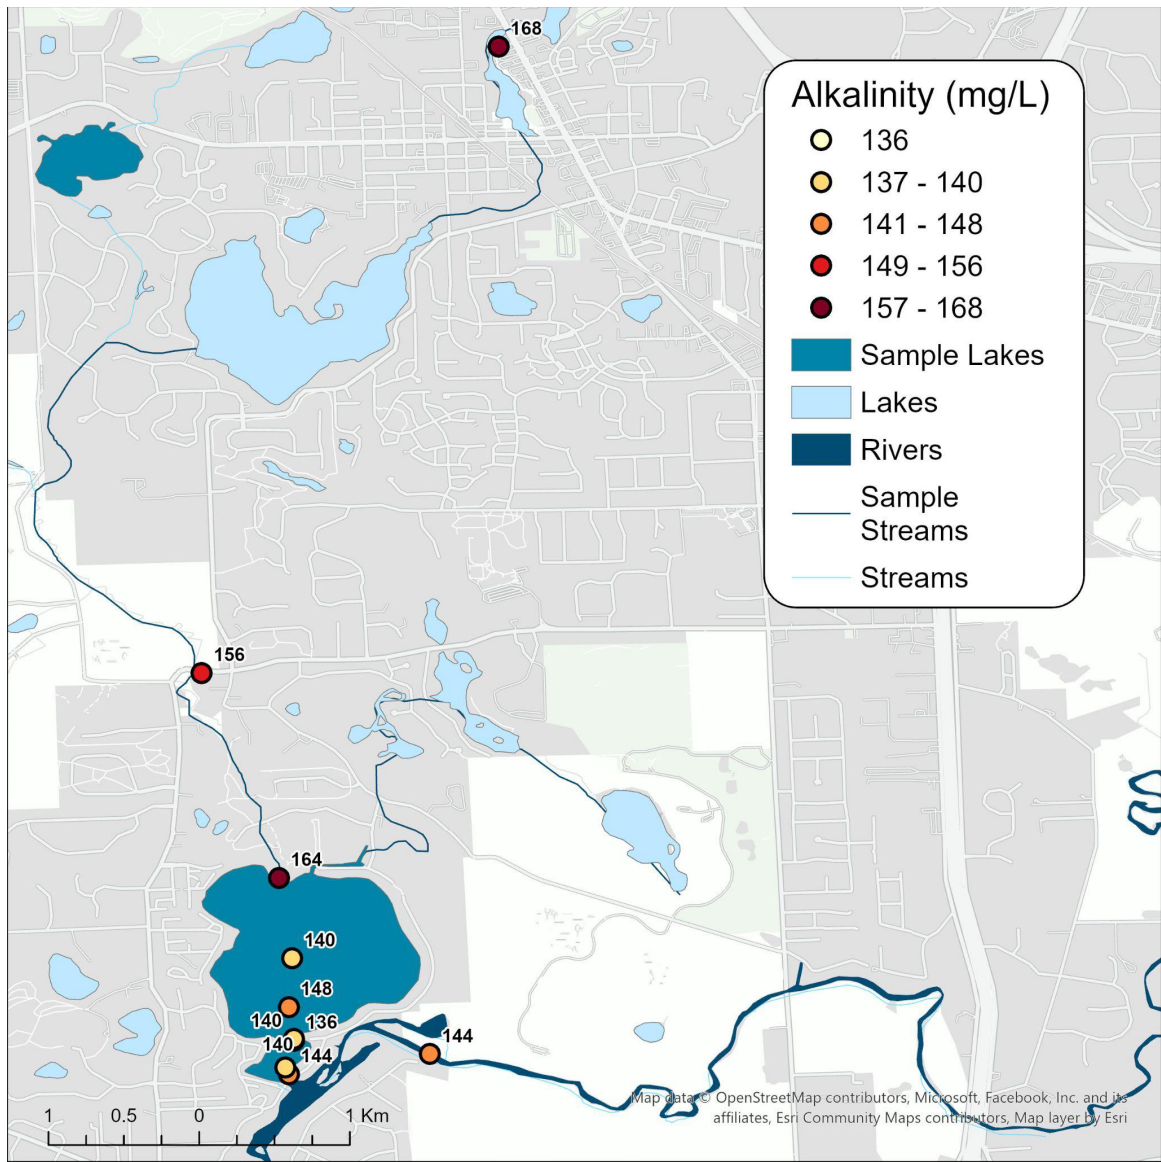 168
Alkalinity (mg/L)
136
137 - 140
141 - 148
149 - 156
157 - 168
Sample Lakes
Lakes
Rivers
Sample
Streams
Streams
156
164
140
148
140
136
140
144
144
1 0.5 0 1 Km
Map data © OpenStreetMap contributors, Microsoft, Facebook, Inc. and its
affiliates, Esri Community Maps contributors, Map layer by Esri